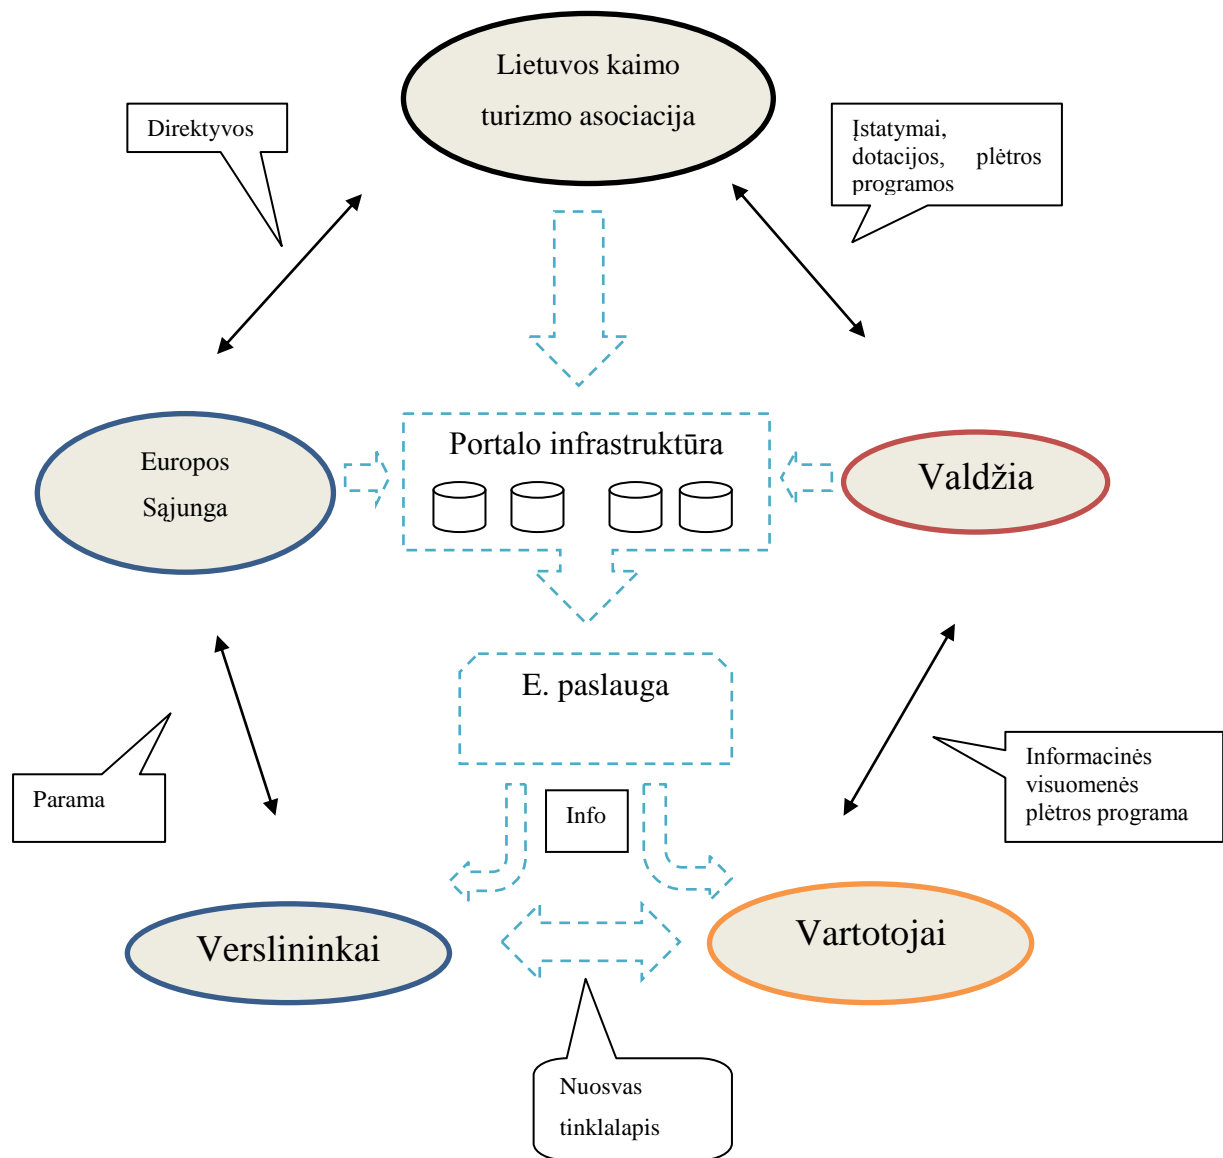 Lietuvos kaimo
turizmo asociacija
Direktyvos
Įstatymai,
dotacijos, plėtros
programos
Europos
Sąjunga
Portalo infrastruktūra
Valdžia
E. paslauga
Parama
Info
Informacinės
visuomenės
plėtros programa
Verslininkai
Vartotojai
Nuosvas
tinklalapis